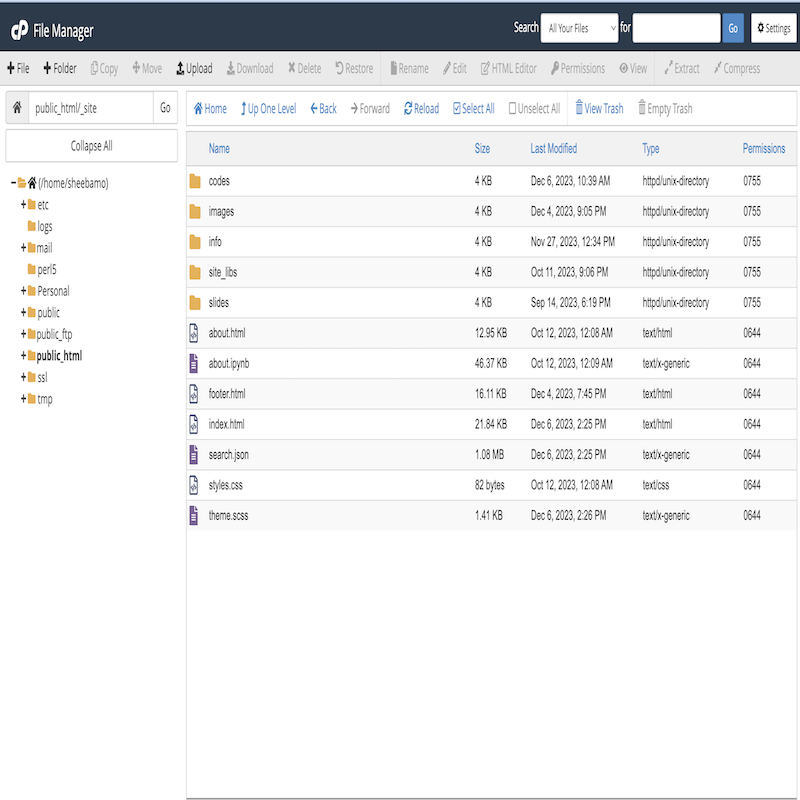 cP File Manager Search All Your Files for Go Settings
File Folder Copy Move Upload Download Delete Restore Rename Edit HTML Editor Permissions View Extract Compress
public_html/_site Go Home Up One Level Back Forward Reload Select All Unselect All View Trash Empty Trash
Collapse All
Name Size Last Modified Type Permissions
(/home/sheebamo)
etc
logs
mail
perl5
Personal
public
public_ftp
public_html
ssl
tmp
codes 4 KB Dec 6, 2023, 10:39 AM httpd/unix-directory 0755
images 4 KB Dec 4, 2023, 9:05 PM httpd/unix-directory 0755
info 4 KB Nov 27, 2023, 12:34 PM httpd/unix-directory 0755
site_libs 4 KB Oct 11, 2023, 9:06 PM httpd/unix-directory 0755
slides 4 KB Sep 14, 2023, 6:19 PM httpd/unix-directory 0755
about.html 12.95 KB Oct 12, 2023, 12:08 AM text/html 0644
about.ipynb 46.37 KB Oct 12, 2023, 12:09 AM text/x-generic 0644
footer.html 16.11 KB Dec 4, 2023, 7:45 PM text/html 0644
index.html 21.84 KB Dec 6, 2023, 2:25 PM text/html 0644
search.json 1.08 MB Dec 6, 2023, 2:25 PM text/x-generic 0644
styles.css 82 bytes Oct 12, 2023, 12:08 AM text/css 0644
theme.scss 1.41 KB Dec 6, 2023, 2:26 PM text/x-generic 0644